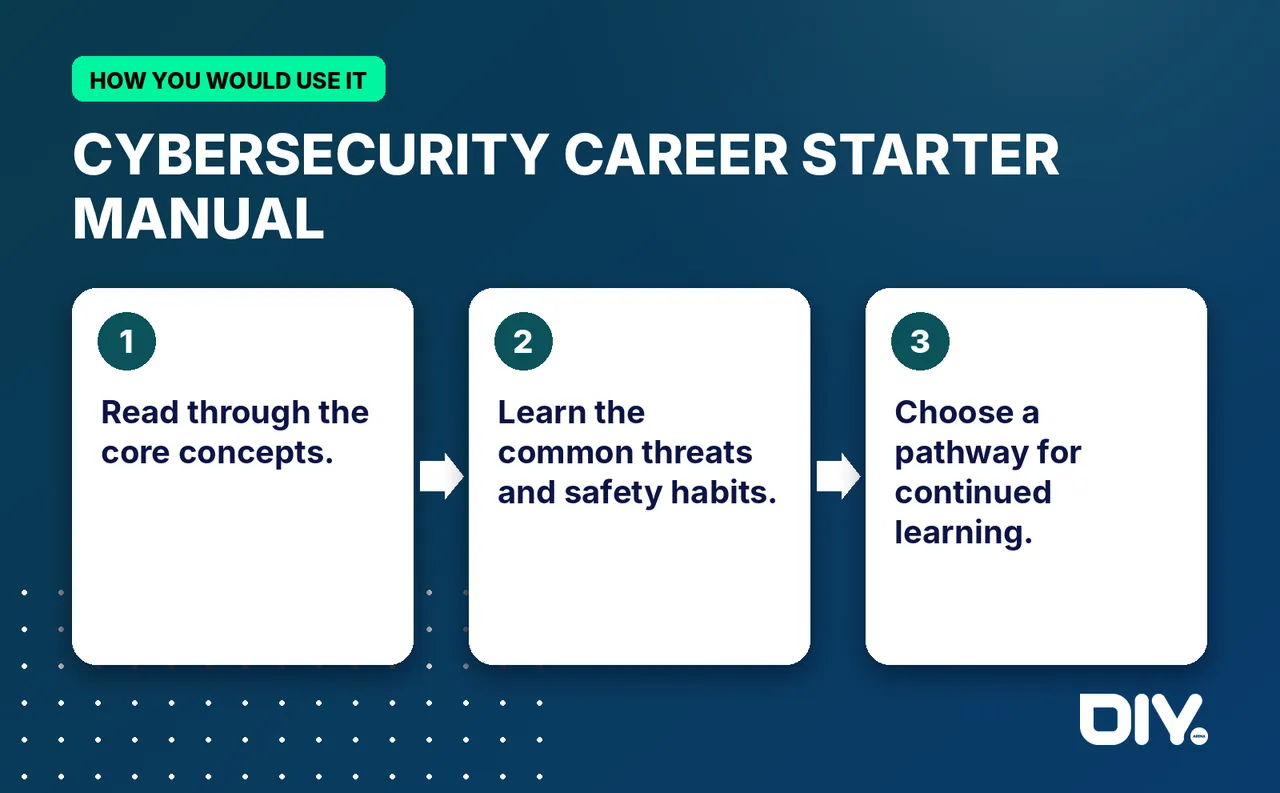 HOW YOU WOULD USE IT
CYBERSECURITY CAREER STARTER
MANUAL
1
Read through the
core concepts.
2
Learn the
common threats
and safety habits.
3
Choose a
pathway for
continued
learning.
DIY.